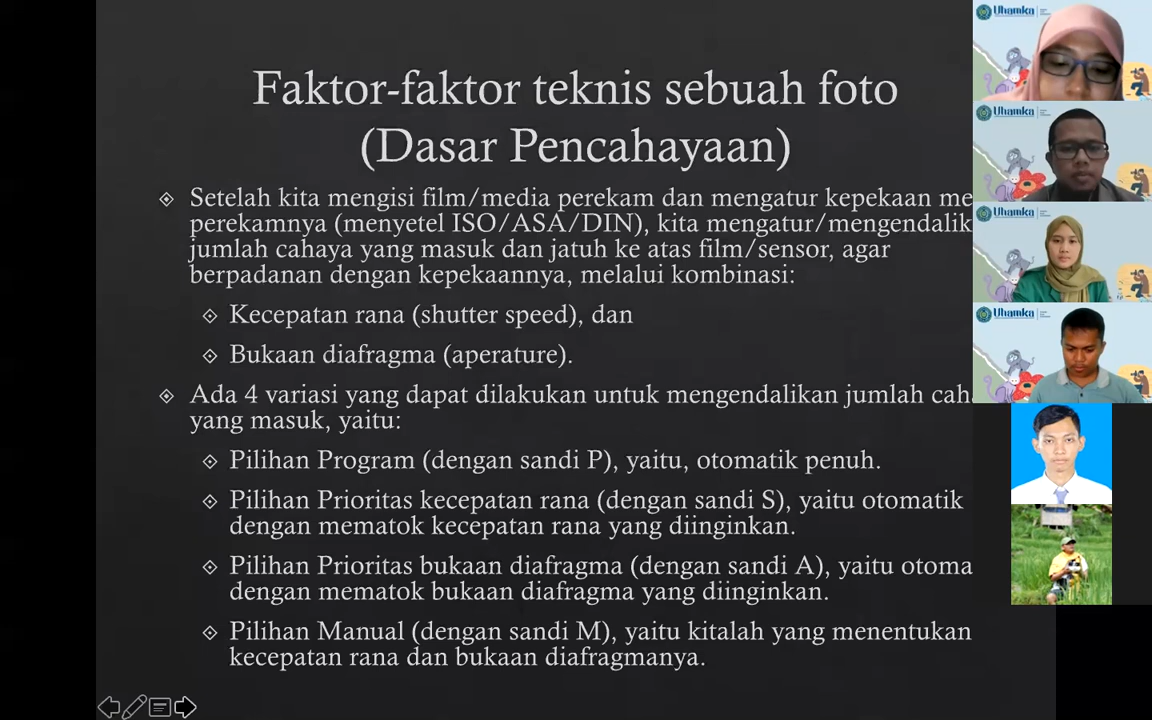 Faktor-faktor teknis sebuah foto
(Dasar Pencahayaan)
Setelah kita mengisi film/media perekam dan mengatur kepekaan me
perekamnya (menyetel ISO/ASA/DIN), kita mengatur/mengendalik
jumlah cahaya yang masuk dan jatuh ke atas film/sensor, agar
berpadanan dengan kepekaannya, melalui kombinasi:
Kecepatan rana (shutter speed), dan
Bukaan diafragma (aperature).
Ada 4 variasi yang dapat dilakukan untuk mengendalikan jumlah caha
yang masuk, yaitu:
Pilihan Program (dengan sandi P), yaitu, otomatik penuh.
Pilihan Prioritas kecepatan rana (dengan sandi S), yaitu otomatik
dengan mematok kecepatan rana yang diinginkan.
Pilihan Prioritas bukaan diafragma (dengan sandi A), yaitu otoma
dengan mematok bukaan diafragma yang diinginkan.
Pilihan Manual (dengan sandi M), yaitu kitalah yang menentukan
kecepatan rana dan bukaan diafragmanya.
Uhamka
Uhamka
Uhamka
Uhamka